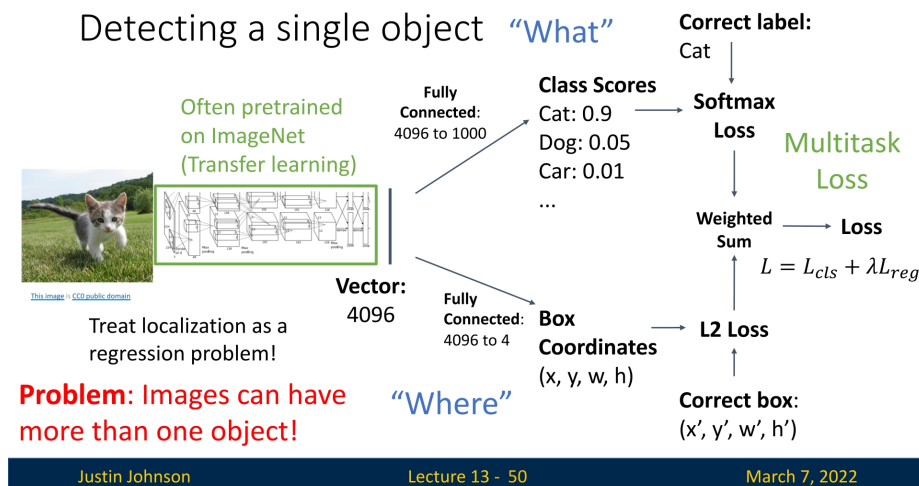 Detecting a single object
“What”
Correct label:
Cat
Often pretrained
on ImageNet
(Transfer learning)
Fully
Connected:
4096 to 1000
Class Scores
Cat: 0.9
Dog: 0.05
Car: 0.01
...
Softmax
Loss
Multitask
Loss
Weighted
Sum
Loss
L = L_{cls} + λL_{reg}
This image is CC0 public domain
Vector:
4096
Fully
Connected:
4096 to 4
Box
Coordinates
(x, y, w, h)
L2 Loss
Treat localization as a
regression problem!
Problem: Images can have
more than one object!
“Where”
Correct box:
(x’, y’, w’, h’)
Justin Johnson
Lecture 13 - 50
March 7, 2022